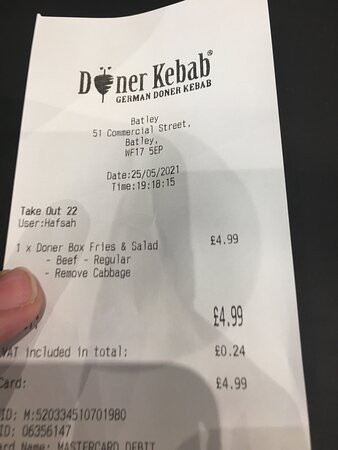 Döner Kebab®
GERMAN DONER KEBAB
Batley
51 Commercial Street,
Batley,
WF17 5EP
Date:25/05/2021
Time:19:18:15
Take Out 22
User:Hafsah
1 x Doner Box Fries & Salad £4.99
- Beef - Regular
- Remove Cabbage
£4.99
VAT included in total: £0.24
Card: £4.99
ID: M:520334510701980
ID: 06356147
Card Name: MASTERCARD DEBIT